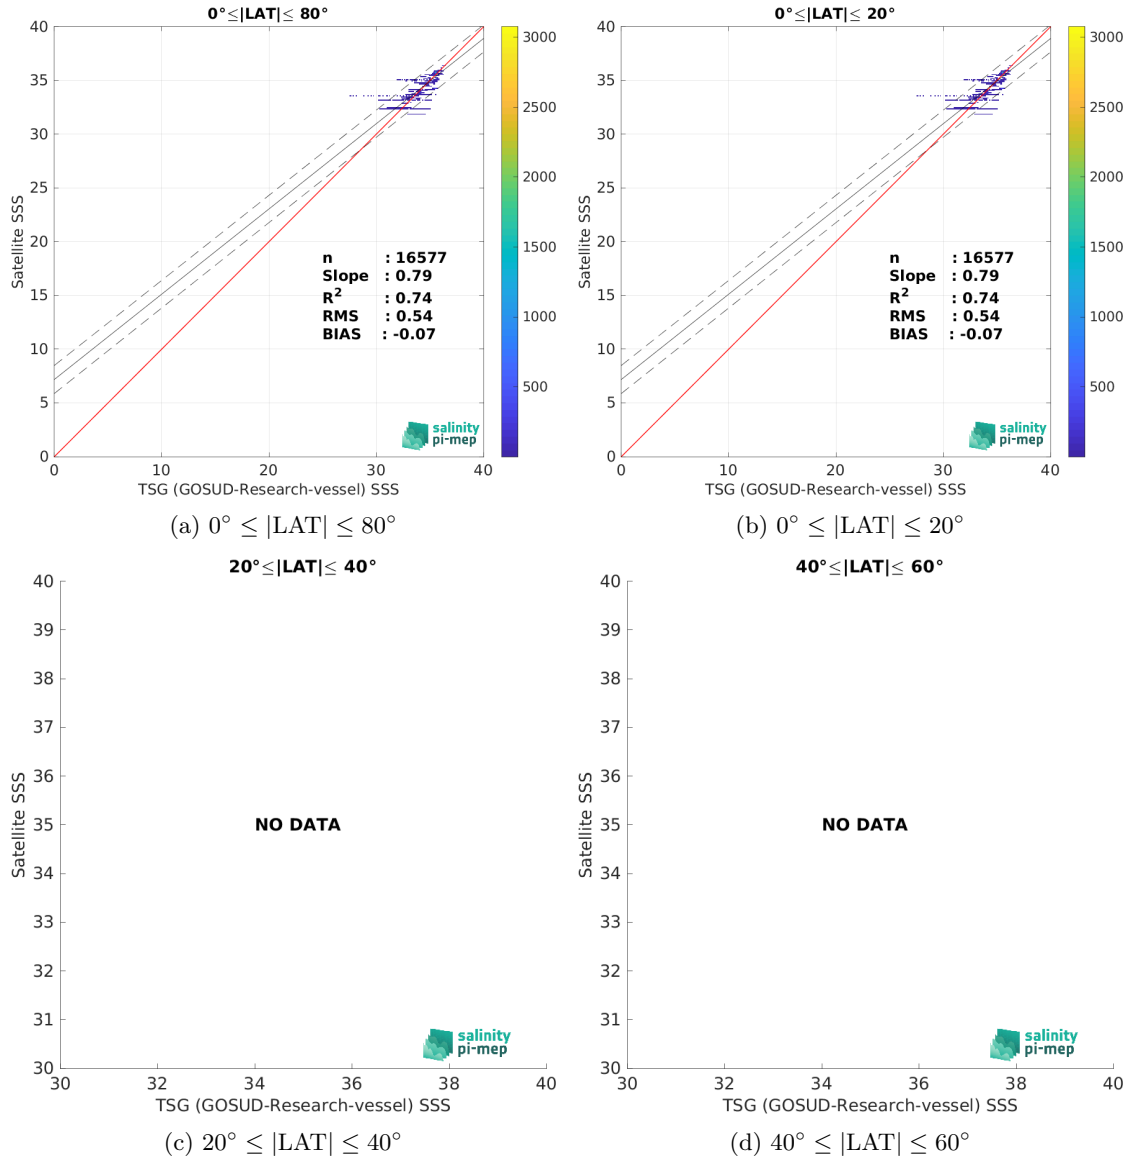 0°≤|LAT|≤ 80°
40
35
30
25
20
15
10
5
0
Satellite SSS
0
10
20
30
40
TSG (GOSUD-Research-vessel) SSS
n : 16577
Slope : 0.79
R² : 0.74
RMS : 0.54
BIAS : -0.07
3000
2500
2000
1500
1000
500
salinity
pi-mep
(a) 0° ≤ |LAT| ≤ 80°
0°≤|LAT|≤ 20°
40
35
30
25
20
15
10
5
0
Satellite SSS
0
10
20
30
40
TSG (GOSUD-Research-vessel) SSS
n : 16577
Slope : 0.79
R² : 0.74
RMS : 0.54
BIAS : -0.07
3000
2500
2000
1500
1000
500
salinity
pi-mep
(b) 0° ≤ |LAT| ≤ 20°
20°≤|LAT|≤ 40°
40
39
38
37
36
35
34
33
32
31
30
Satellite SSS
NO DATA
30
32
34
36
38
40
TSG (GOSUD-Research-vessel) SSS
salinity
pi-mep
(c) 20° ≤ |LAT| ≤ 40°
40°≤|LAT|≤ 60°
40
39
38
37
36
35
34
33
32
31
30
Satellite SSS
NO DATA
30
32
34
36
38
40
TSG (GOSUD-Research-vessel) SSS
salinity
pi-mep
(d) 40° ≤ |LAT| ≤ 60°